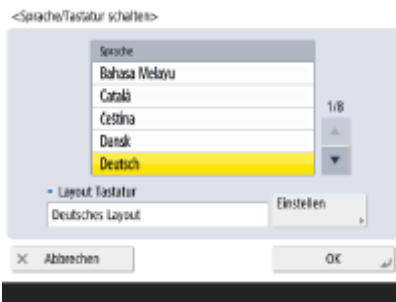 <Sprache/Tastatur schalten>
Sprache
Bahasa Melayu
Català
Čeština
Dansk
Deutsch
1/8
Layout Tastatur
Deutsches Layout
Einstellen
Abbrechen
OK